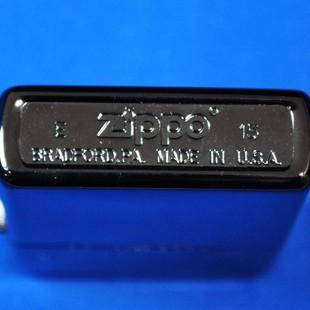 E zippo 15
BRADFORD,PA. MADE IN U.S.A.